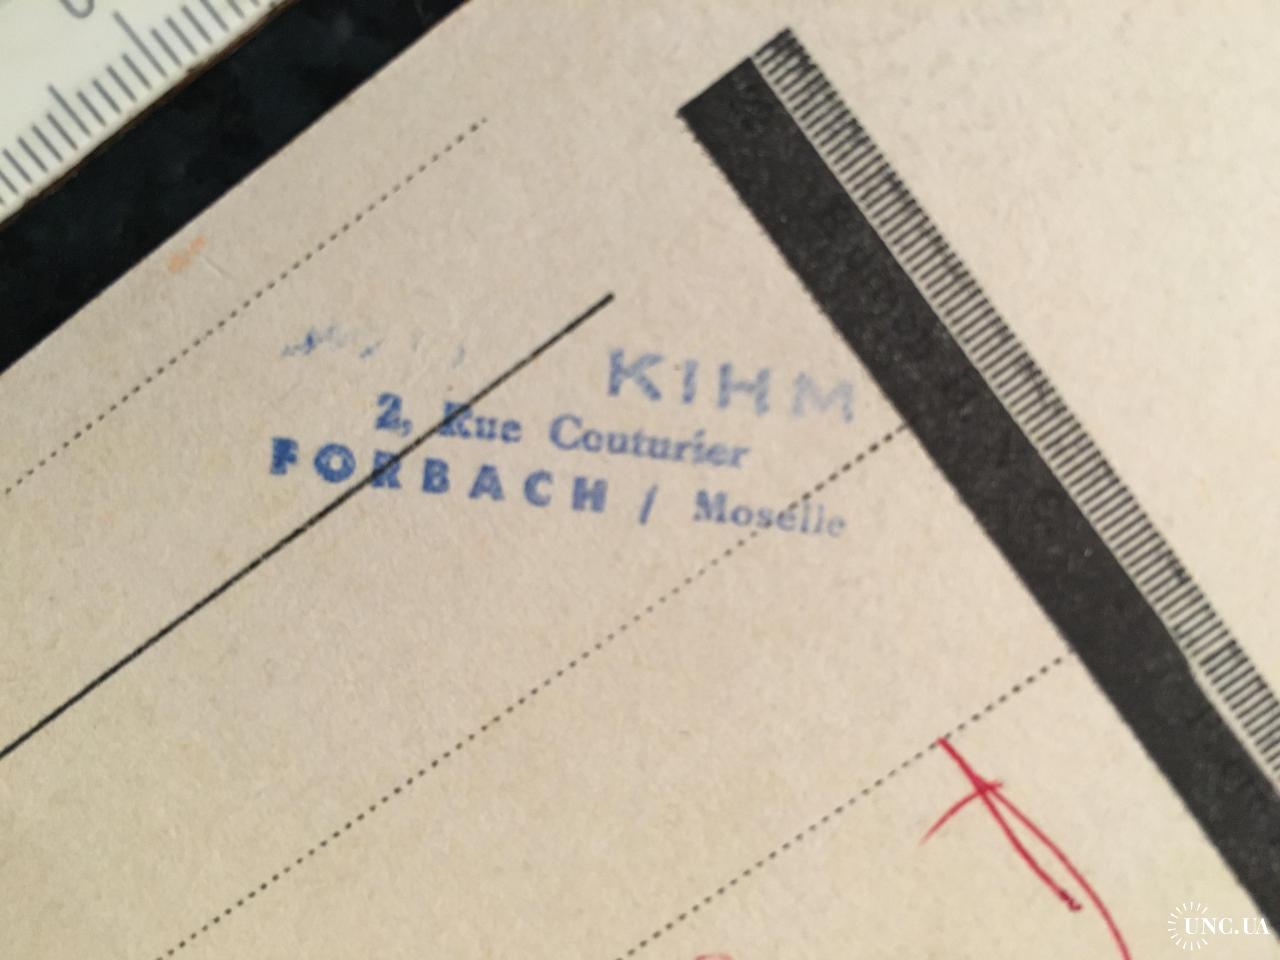 KIHM
2, Rue Couturier
FORBACH / Moselle
UNC.UA